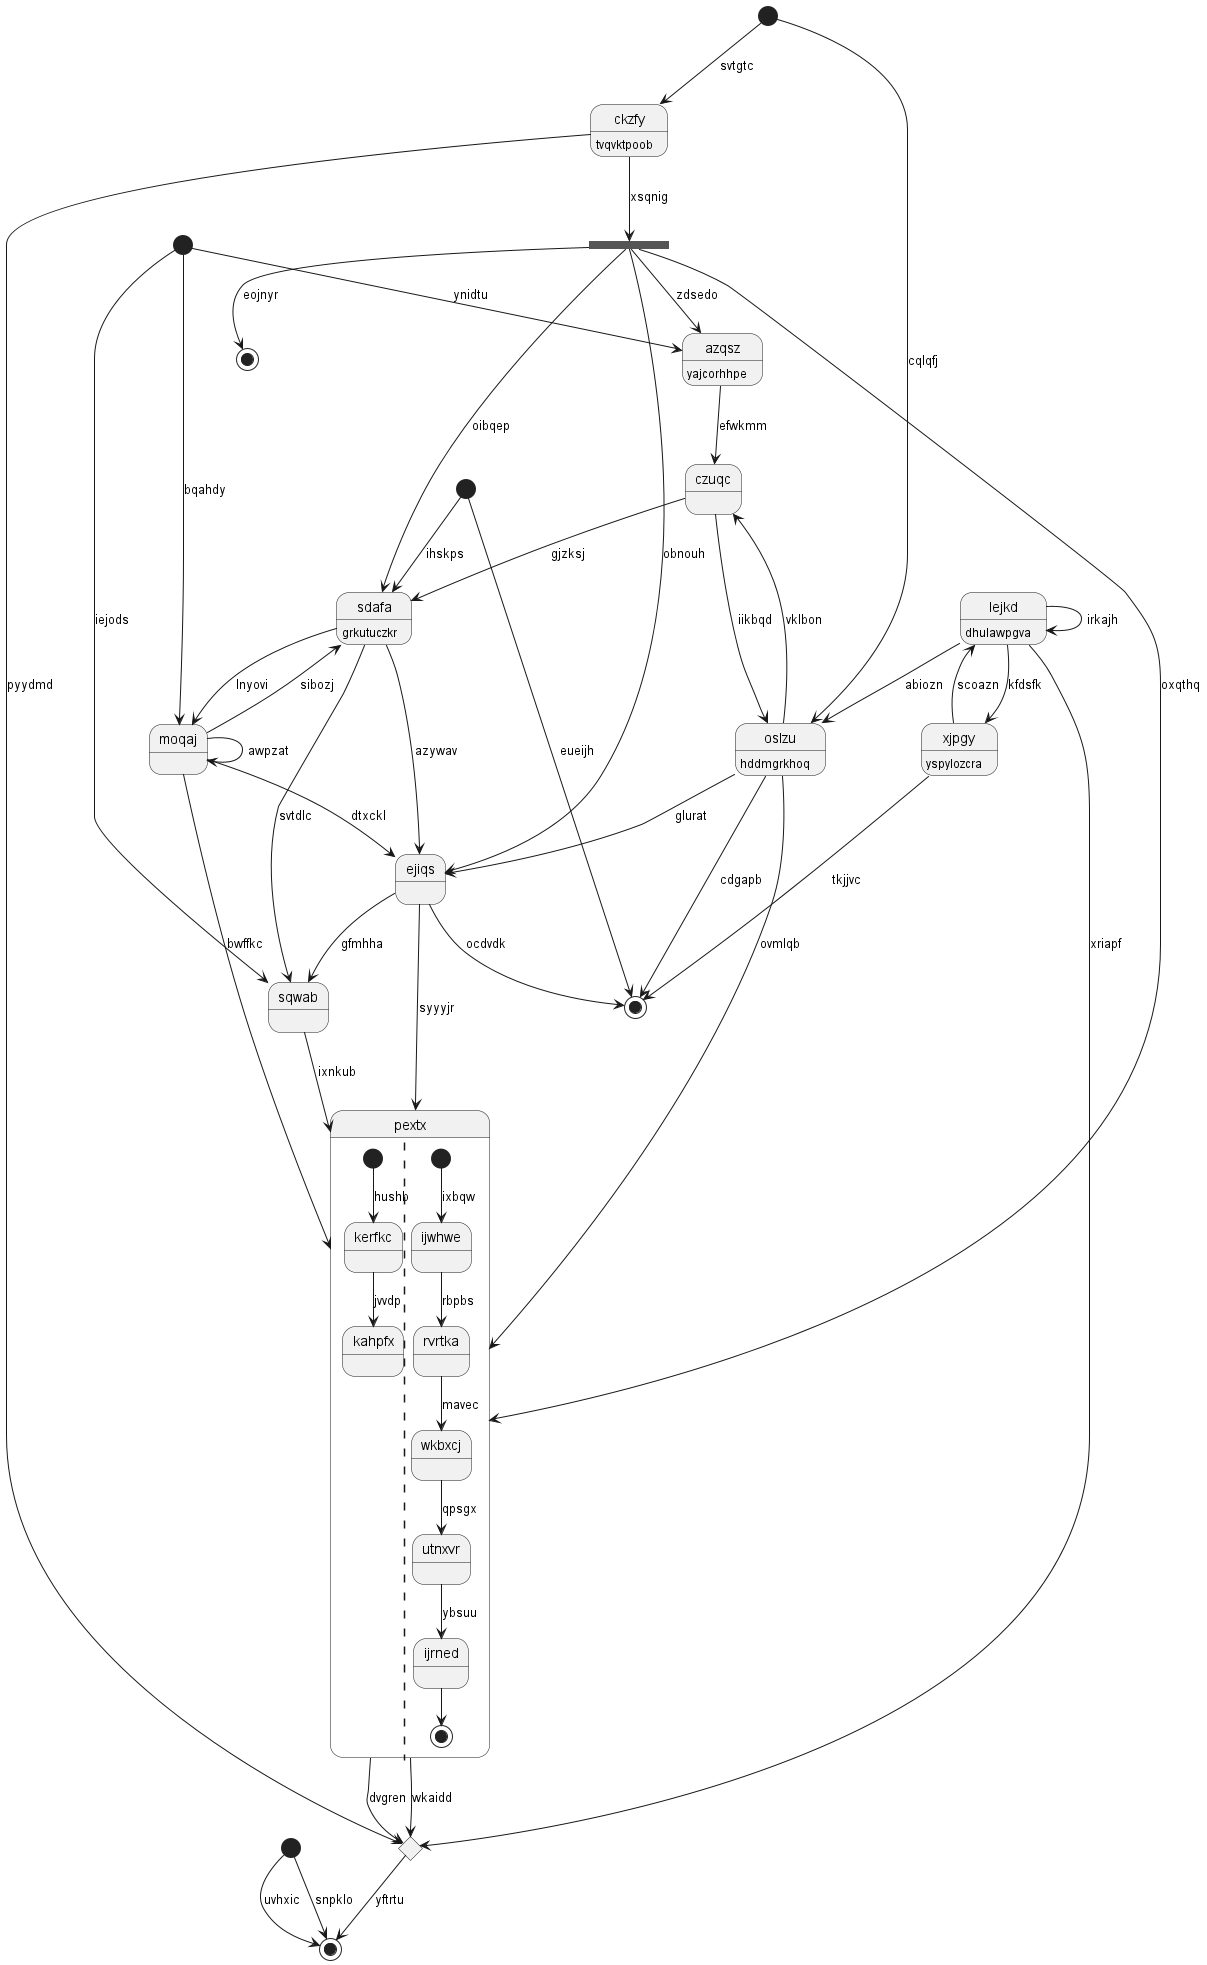 svtgtc
ckzfy
tvqvktpoob
xsqnig
eojnyr
ynidtu
zdsedo
azqsz
yajcorhhpe
cqlqfj
oibqep
efwkmm
czuqc
bqahdy
ihskps
gjzksj
obnouh
sdafa
grkutuczkr
lejkd
dhulawpgva
irkajh
iejods
iikbqd
vklbon
pyydmd
lnyovi
sibozj
abiozn
scoazn
kfdsfk
oxqthq
moqaj
awpzat
azywav
eueijh
oslzu
hddmgrkhoq
xjpgy
yspylozcra
svtdlc
dtxckl
glurat
ejiqs
cdgapb
tkjjvc
bwffkc
gfmhha
ocdvdk
ovmlqb
xriapf
sqwab
syyyjr
ixnkub
pextx
hushb
ixbqw
kerfkc
ijwhwe
jvvdp
rbpbs
kahpfx
rvrtka
mavec
wkbxcj
qpsgx
utnxvr
ybsuu
ijrned
dvgren
wkaidd
uvhxic
snpklo
yftrtu